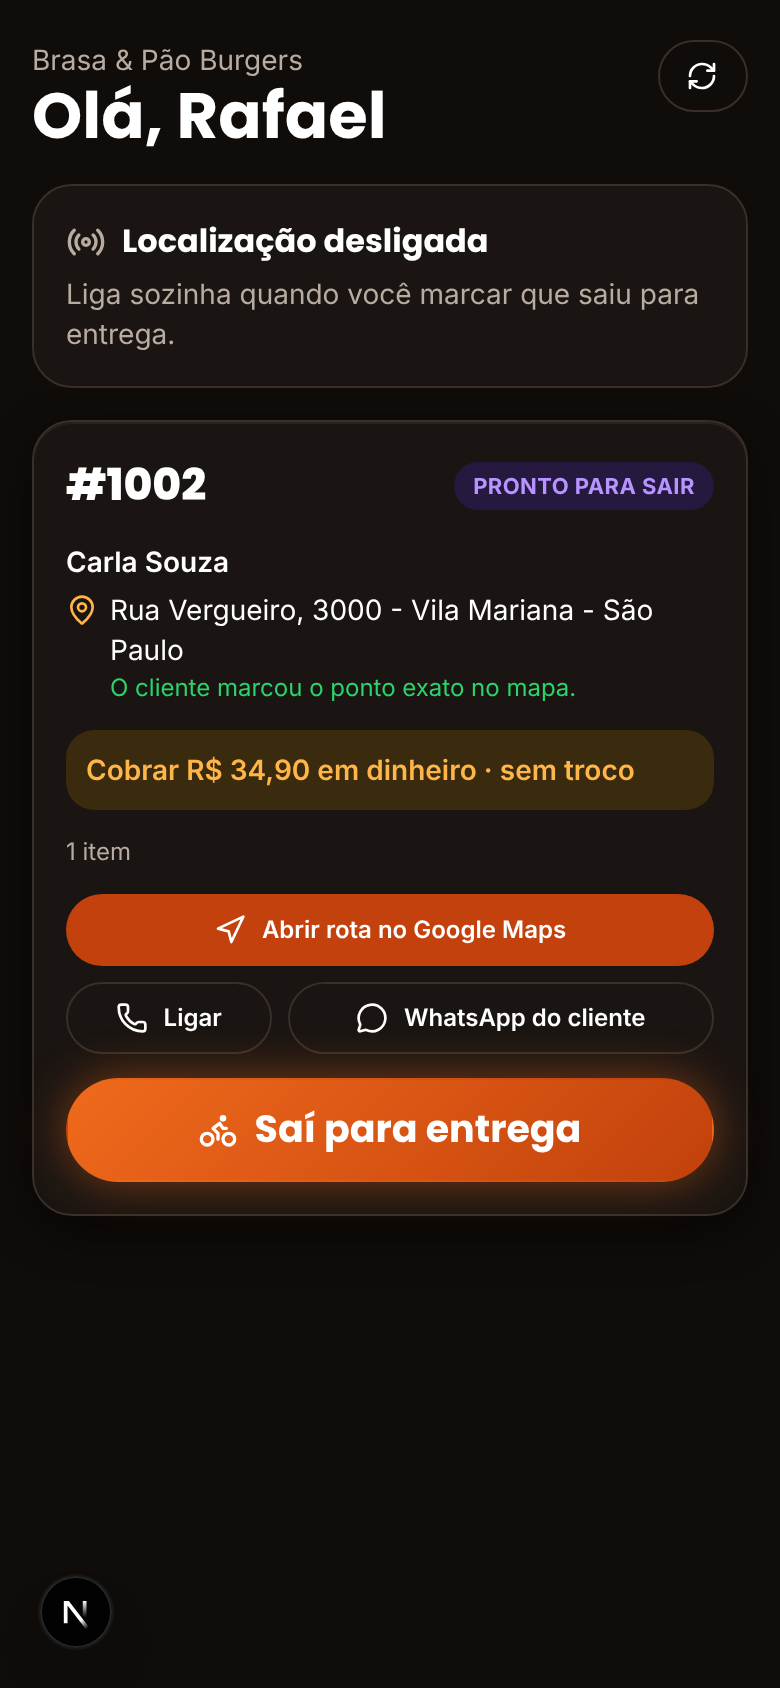 Brasa & Pão Burgers
Olá, Rafael
Localização desligada
Liga sozinha quando você marcar que saiu para
entrega.
#1002
PRONTO PARA SAIR
Carla Souza
Rua Vergueiro, 3000 - Vila Mariana - São
Paulo
O cliente marcou o ponto exato no mapa.
Cobrar R$ 34,90 em dinheiro · sem troco
1 item
Abrir rota no Google Maps
Ligar
WhatsApp do cliente
Saí para entrega
N